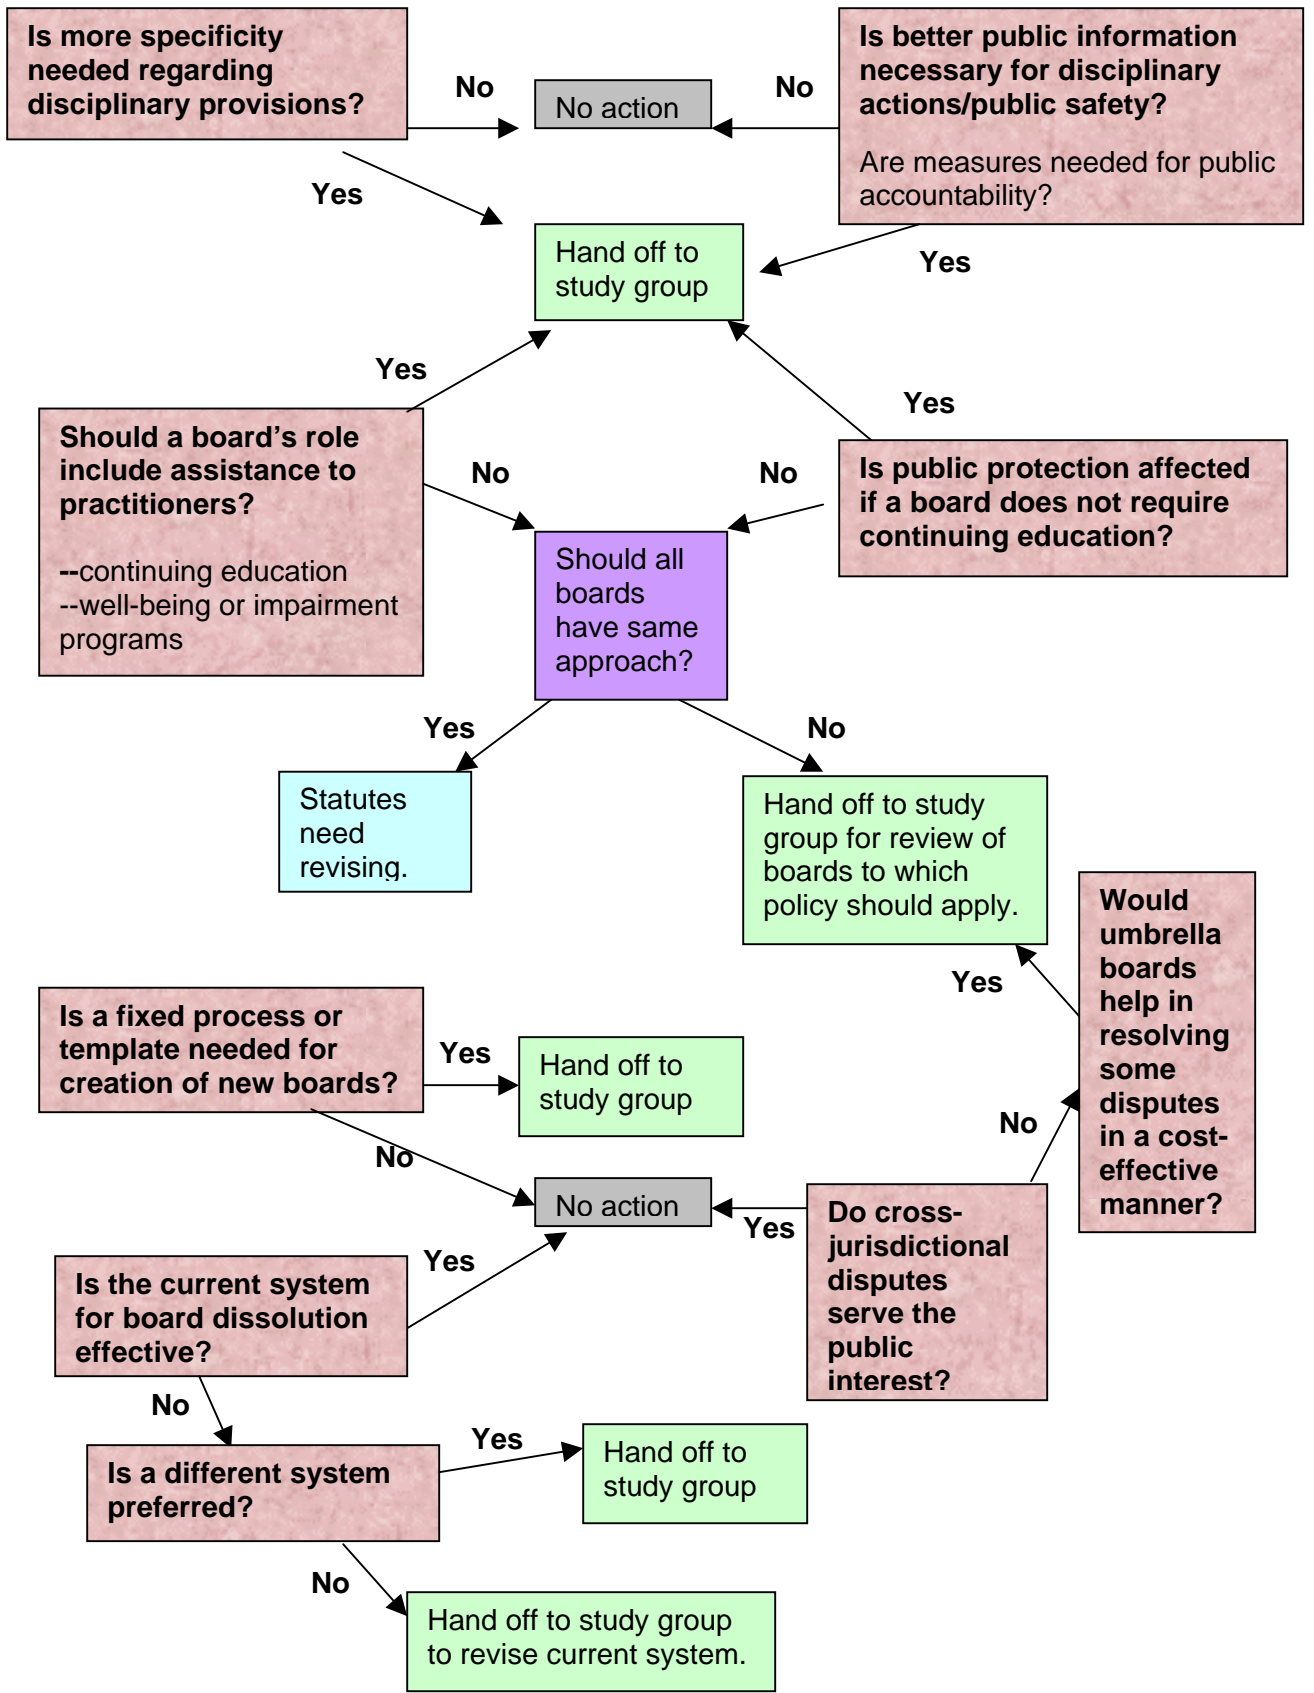 Is more specificity
needed regarding
disciplinary provisions?
No
No action
No
Is better public information
necessary for disciplinary
actions/public safety?
Are measures needed for public
accountability?
Yes
Hand off to
study group
Yes
Yes
Yes
Should a board’s role
include assistance to
practitioners?
--continuing education
--well-being or impairment
programs
No
No
Is public protection affected
if a board does not require
continuing education?
Should all
boards
have same
approach?
Yes
No
Statutes
need
revising.
Hand off to study
group for review of
boards to which
policy should apply.
Would
umbrella
boards
help in
resolving
some
disputes
in a cost-
effective
manner?
Yes
Is a fixed process or
template needed for
creation of new boards?
Yes
Hand off to
study group
No
No
No action
Yes
Do cross-
jurisdictional
disputes
serve the
public
interest?
Is the current system
for board dissolution
effective?
Yes
No
Is a different system
preferred?
Yes
Hand off to
study group
No
Hand off to study group
to revise current system.